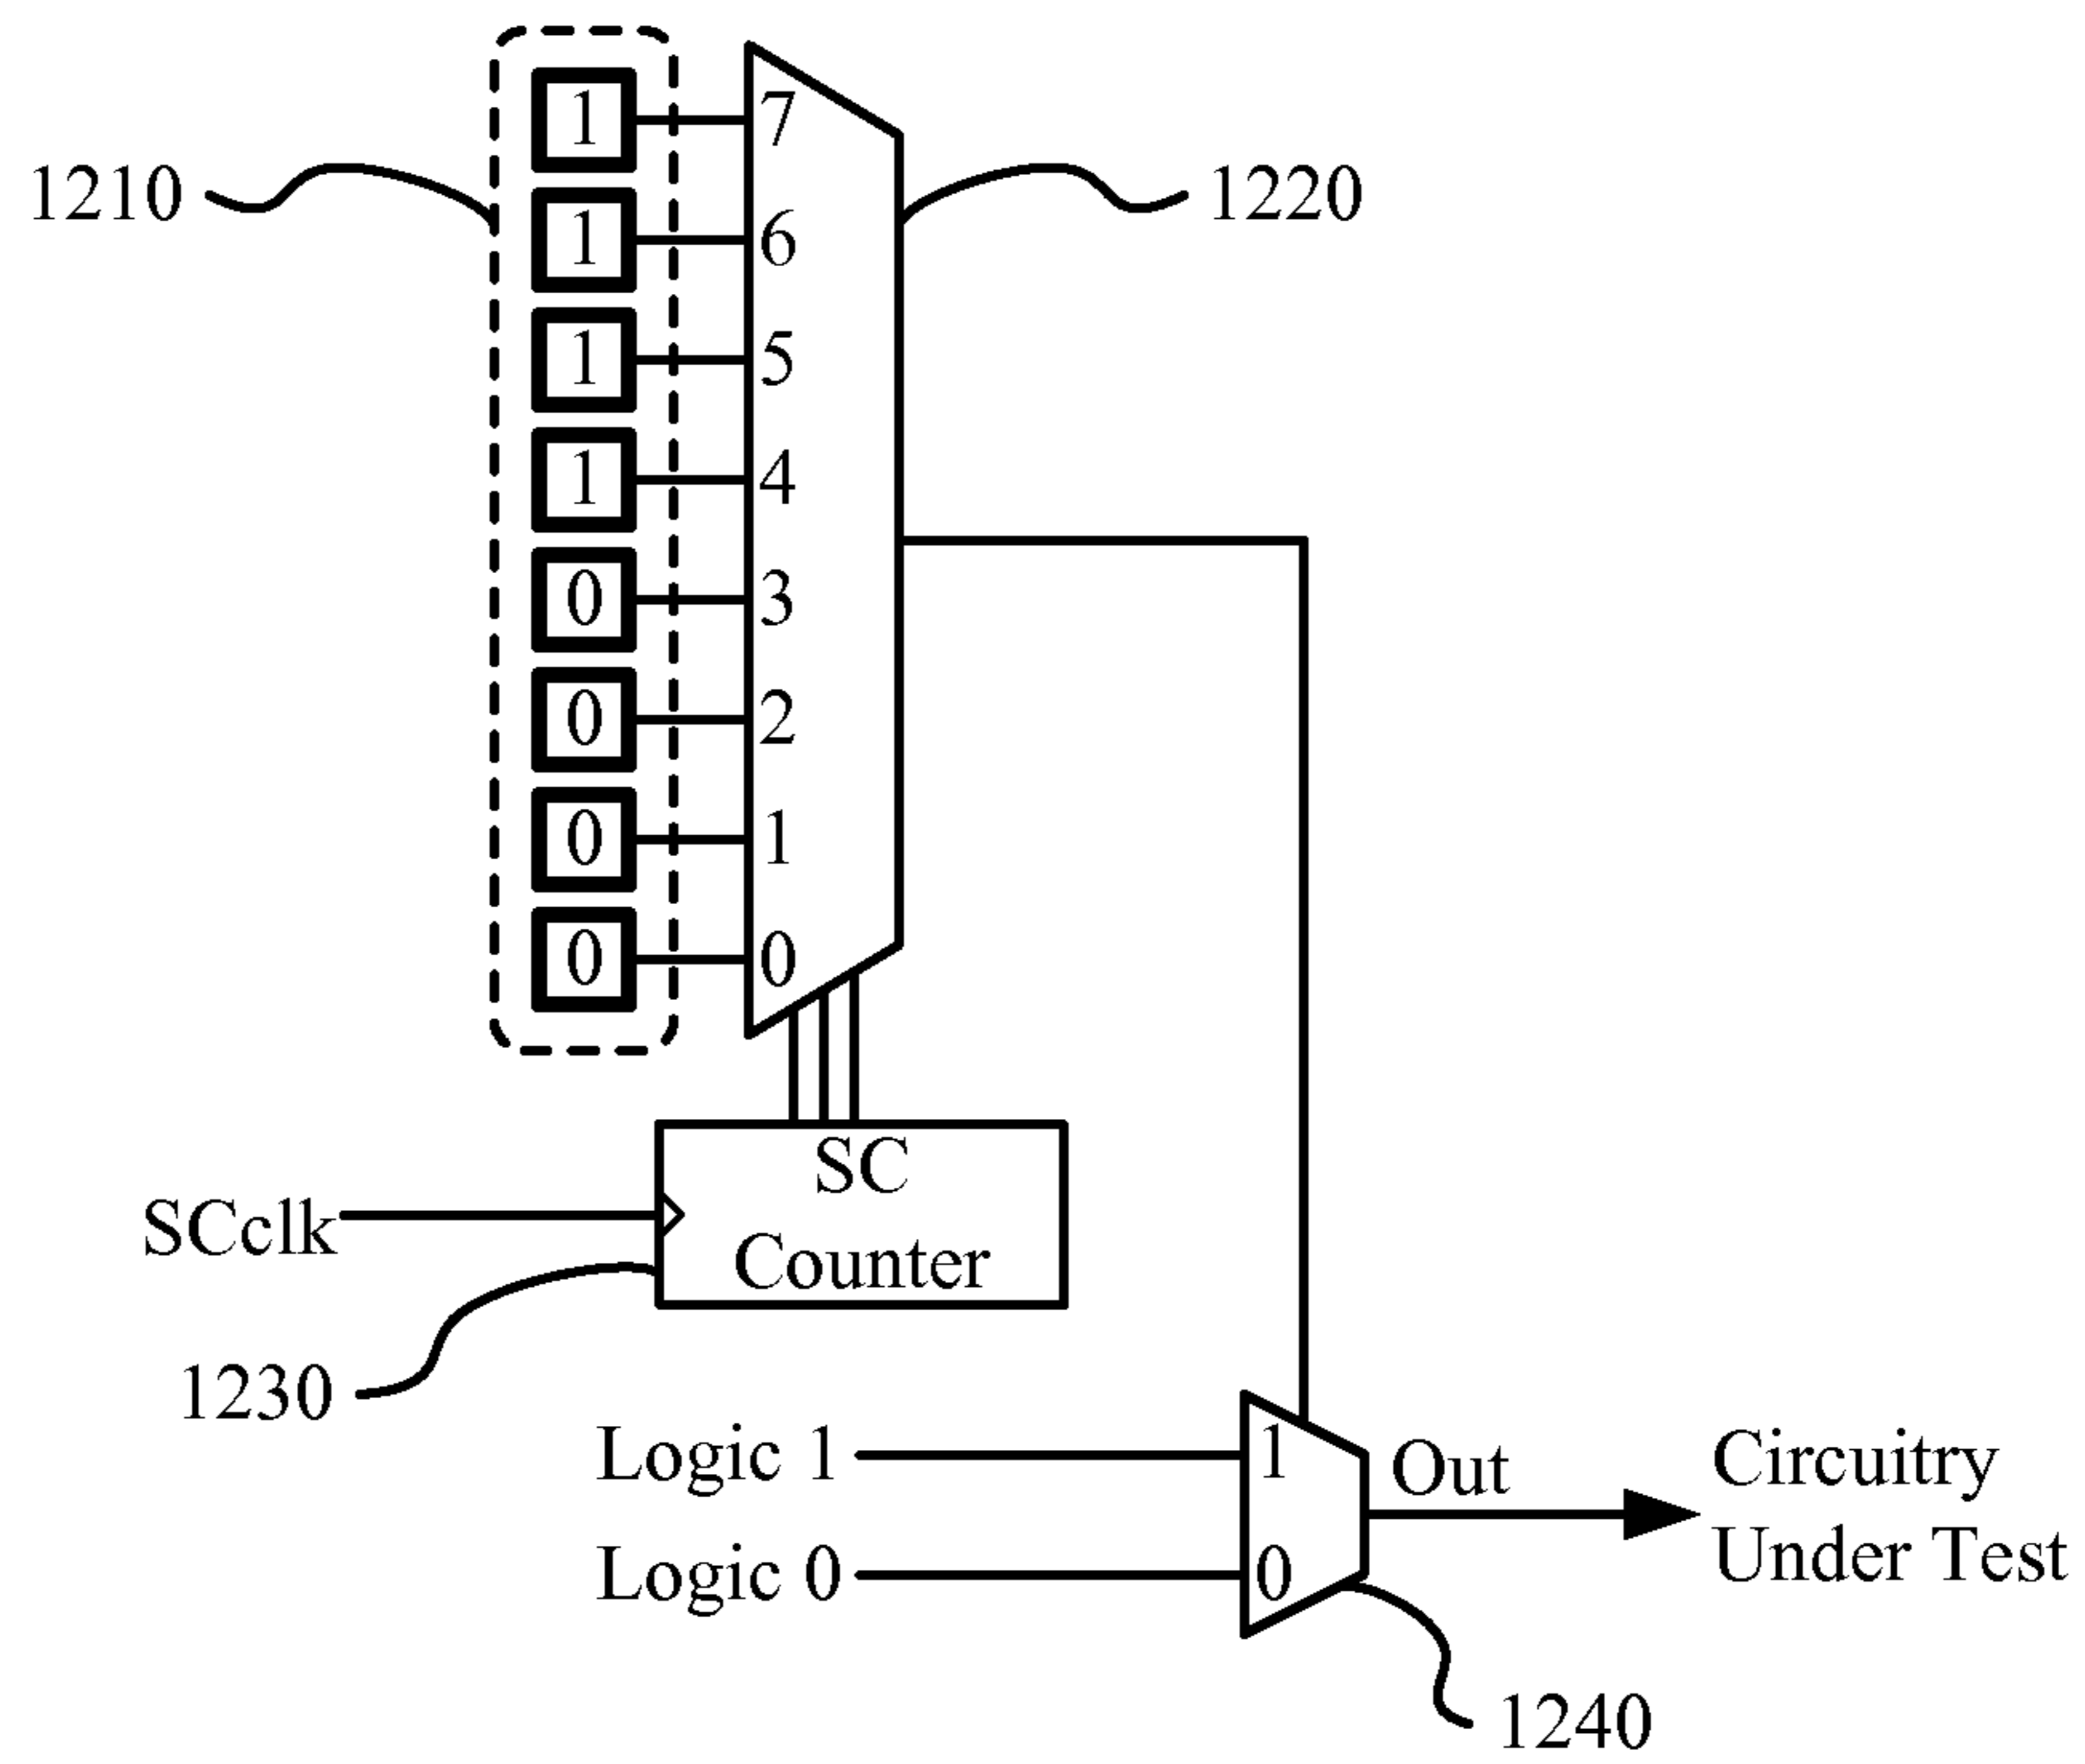 1 7
1210
1220
1 6
1 5
1 4
0 3
0 2
0 1
0 0
SC
Counter
SCclk
1230
Logic 1
1
Out
Circuitry
Under Test
Logic 0
0
1240